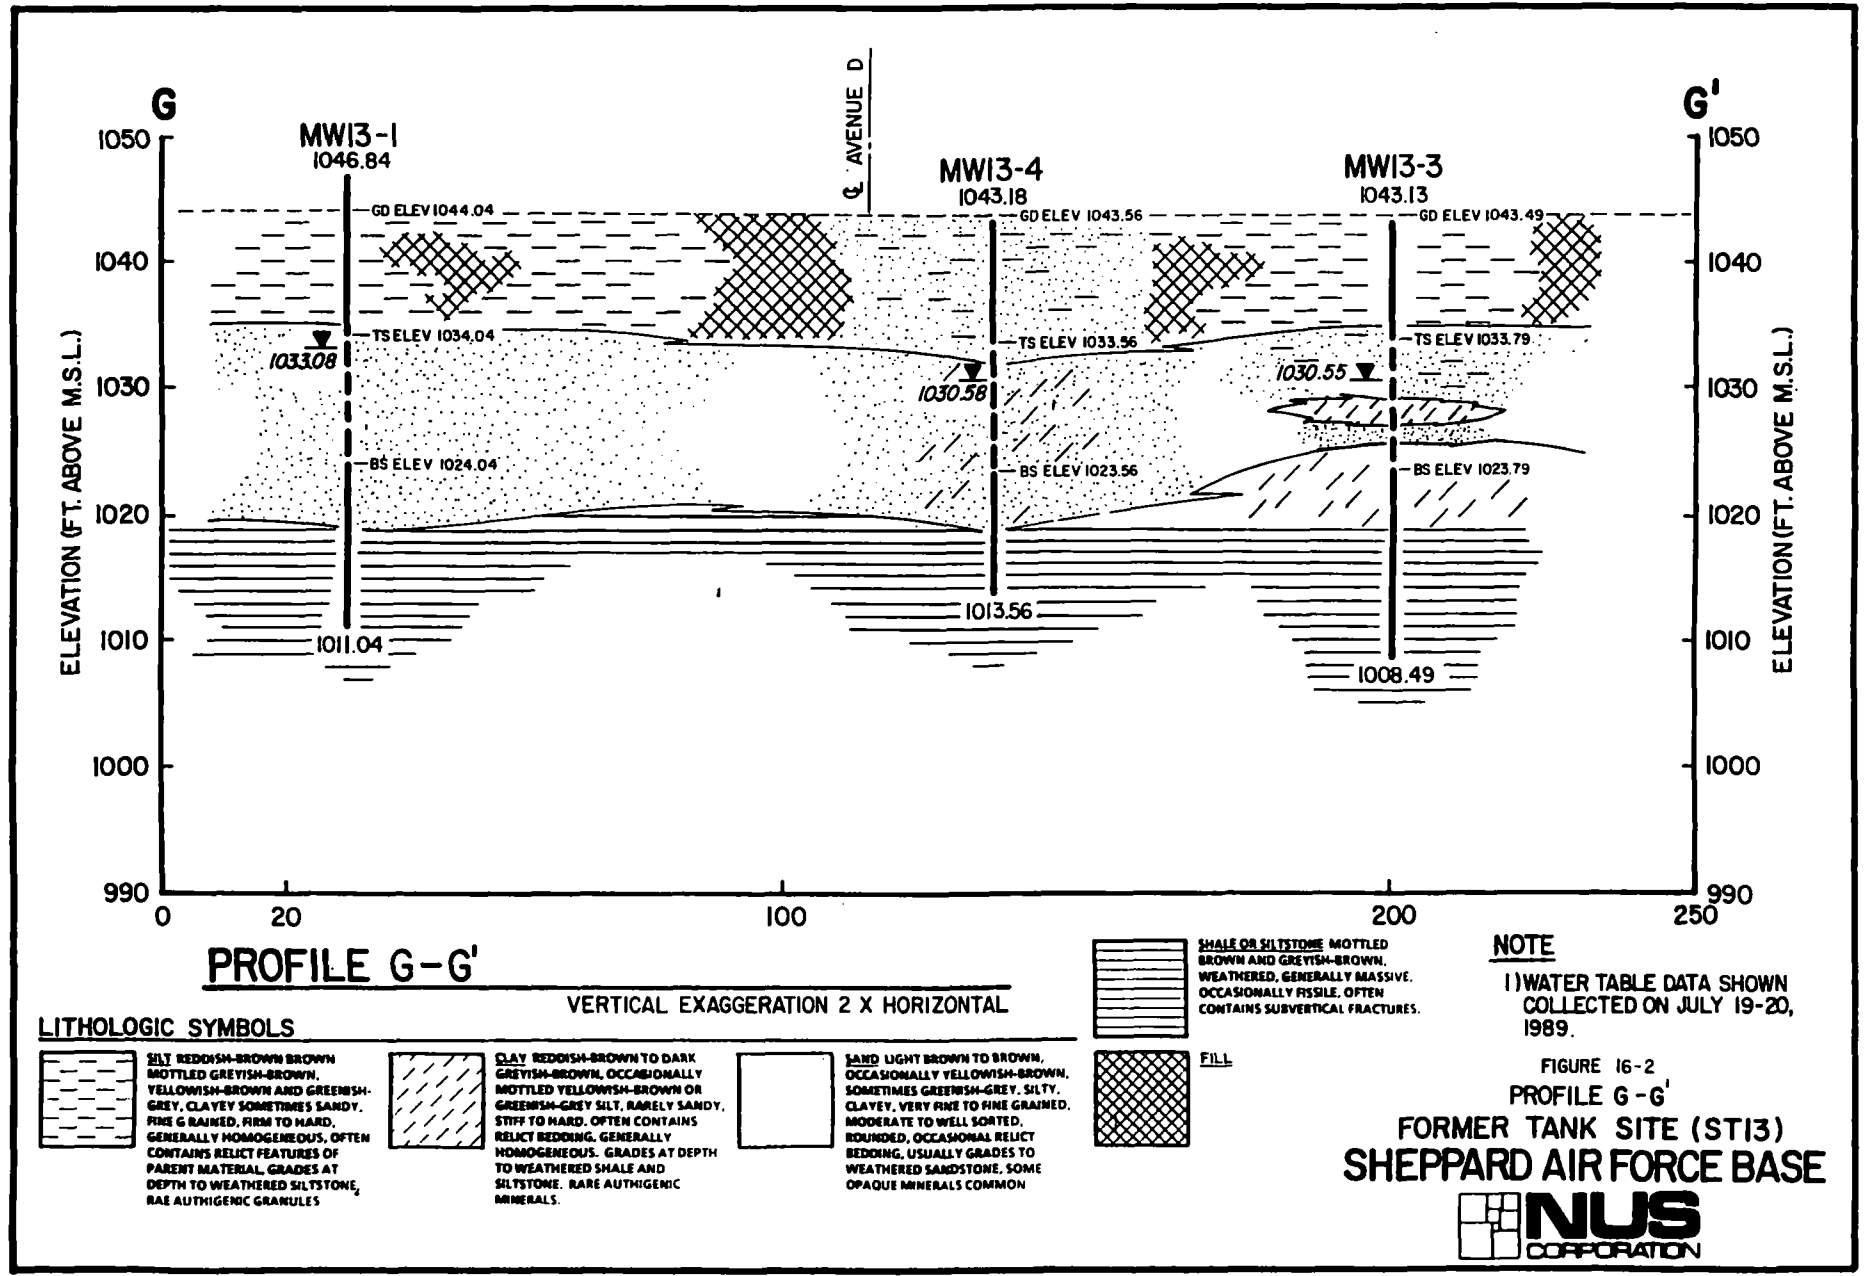 G
G'
℄ AVENUE D
MW13-1
1046.84
MW13-4
1043.18
MW13-3
1043.13
1050
1040
1030
1020
1010
1000
990
ELEVATION (FT. ABOVE M.S.L.)
GD ELEV 1044.04
TS ELEV 1034.04
1033.08
BS ELEV 1024.04
1011.04
GD ELEV 1043.56
TS ELEV 1033.56
1030.58
BS ELEV 1023.56
1013.56
GD ELEV 1043.49
TS ELEV 1033.79
1030.55
BS ELEV 1023.79
1008.49
1050
1040
1030
1020
1010
1000
990
ELEVATION (FT. ABOVE M.S.L.)
0 20 100 200 250
PROFILE G-G'
VERTICAL EXAGGERATION 2 X HORIZONTAL
LITHOLOGIC SYMBOLS
SILT REDDISH-BROWN BROWN
MOTTLED GREYISH-BROWN,
YELLOWISH-BROWN AND GREENISH-
GREY, CLAYEY SOMETIMES SANDY,
FINE GRAINED, FIRM TO HARD,
GENERALLY HOMOGENEOUS, OFTEN
CONTAINS RELICT FEATURES OF
PARENT MATERIAL, GRADES AT
DEPTH TO WEATHERED SILTSTONE,
RAE AUTHIGENIC GRANULES
CLAY REDDISH-BROWN TO DARK
GREYISH-BROWN, OCCASIONALLY
MOTTLED YELLOWISH-BROWN OR
GREENISH-GREY SILT, RARELY SANDY,
STIFF TO HARD. OFTEN CONTAINS
RELICT BEDDING. GENERALLY
HOMOGENEOUS. GRADES AT DEPTH
TO WEATHERED SHALE AND
SILTSTONE. RARE AUTHIGENIC
MINERALS.
SAND LIGHT BROWN TO BROWN,
OCCASIONALLY YELLOWISH-BROWN,
SOMETIMES GREENISH-GREY, SILTY,
CLAYEY, VERY FINE TO FINE GRAINED,
MODERATE TO WELL SORTED,
ROUNDED, OCCASIONAL RELICT
BEDDING, USUALLY GRADES TO
WEATHERED SANDSTONE, SOME
OPAQUE MINERALS COMMON
SHALE OR SILTSTONE MOTTLED
BROWN AND GREYISH-BROWN,
WEATHERED, GENERALLY MASSIVE,
OCCASIONALLY FISSILE, OFTEN
CONTAINS SUBVERTICAL FRACTURES.
FILL
NOTE
1) WATER TABLE DATA SHOWN
COLLECTED ON JULY 19-20,
1989.
FIGURE 16-2
PROFILE G-G'
FORMER TANK SITE (ST13)
SHEPPARD AIR FORCE BASE
NUS
CORPORATION